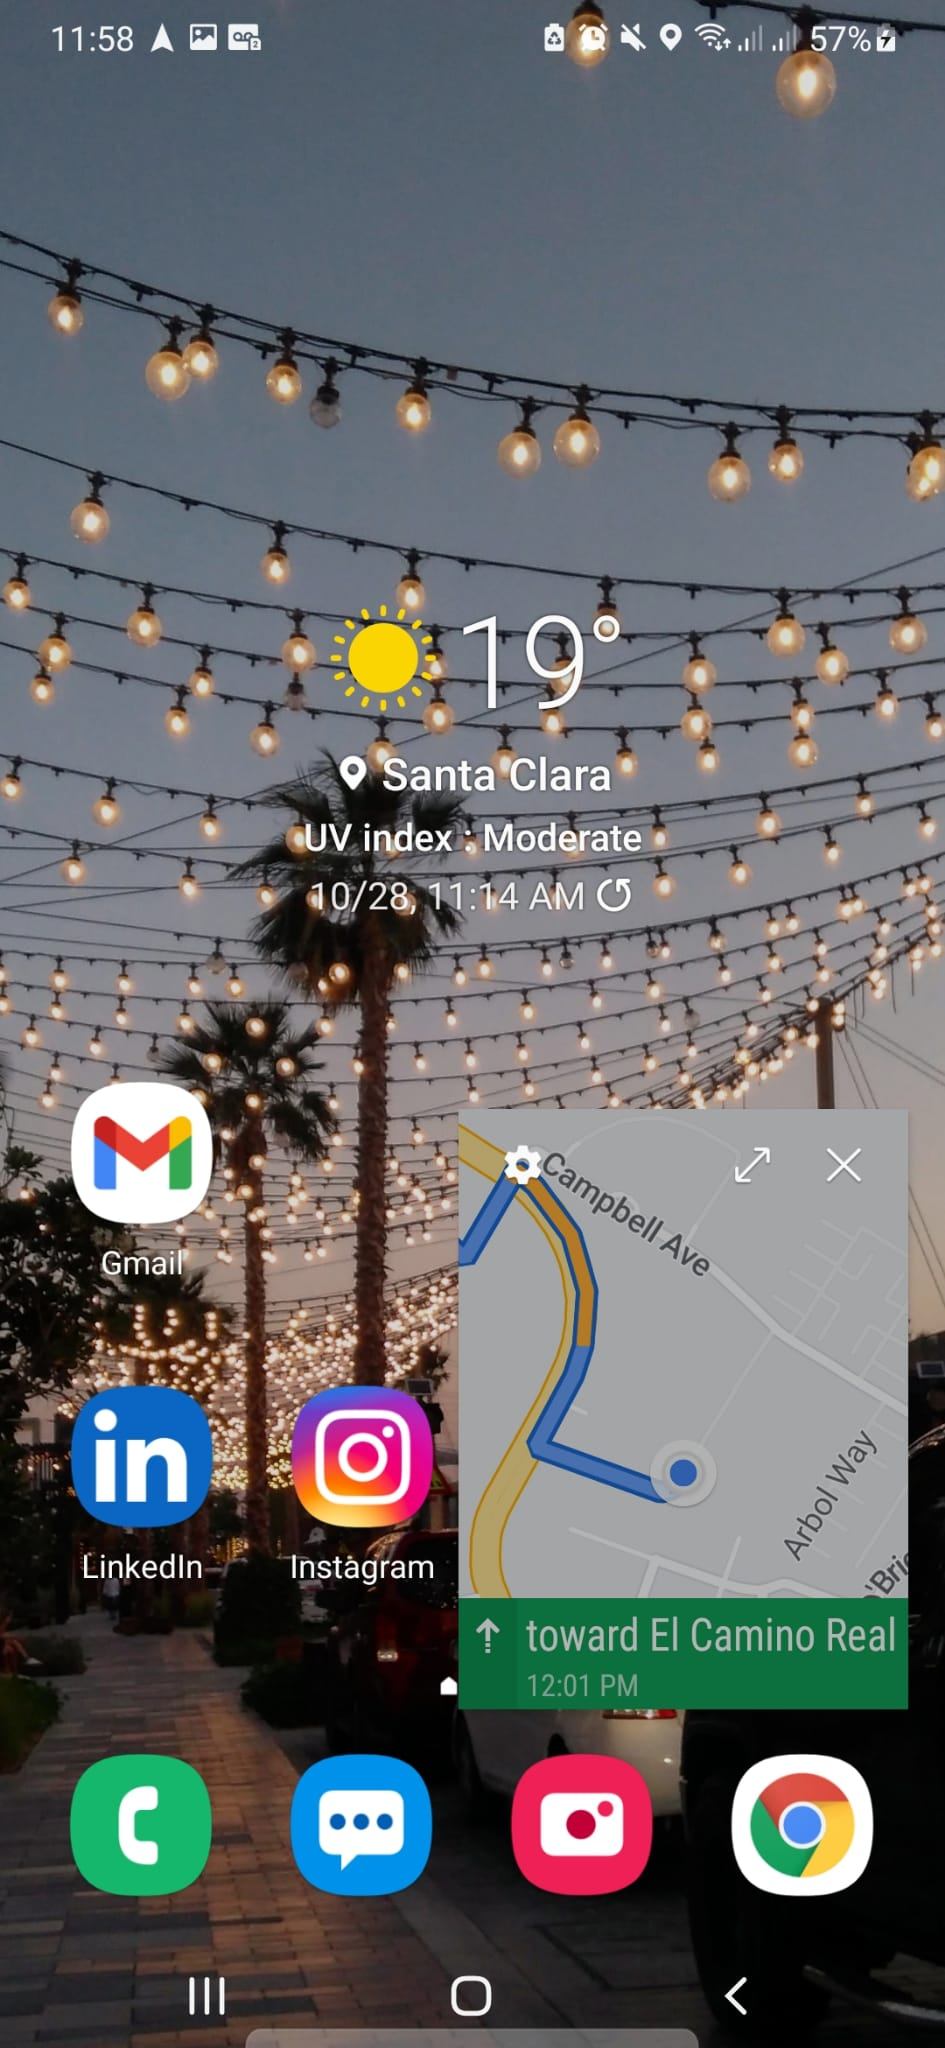 11:58
57%
19°
Santa Clara
UV index : Moderate
10/28, 11:14 AM
Gmail
Campbell Ave
Arbol Way
LinkedIn
Instagram
toward El Camino Real
12:01 PM